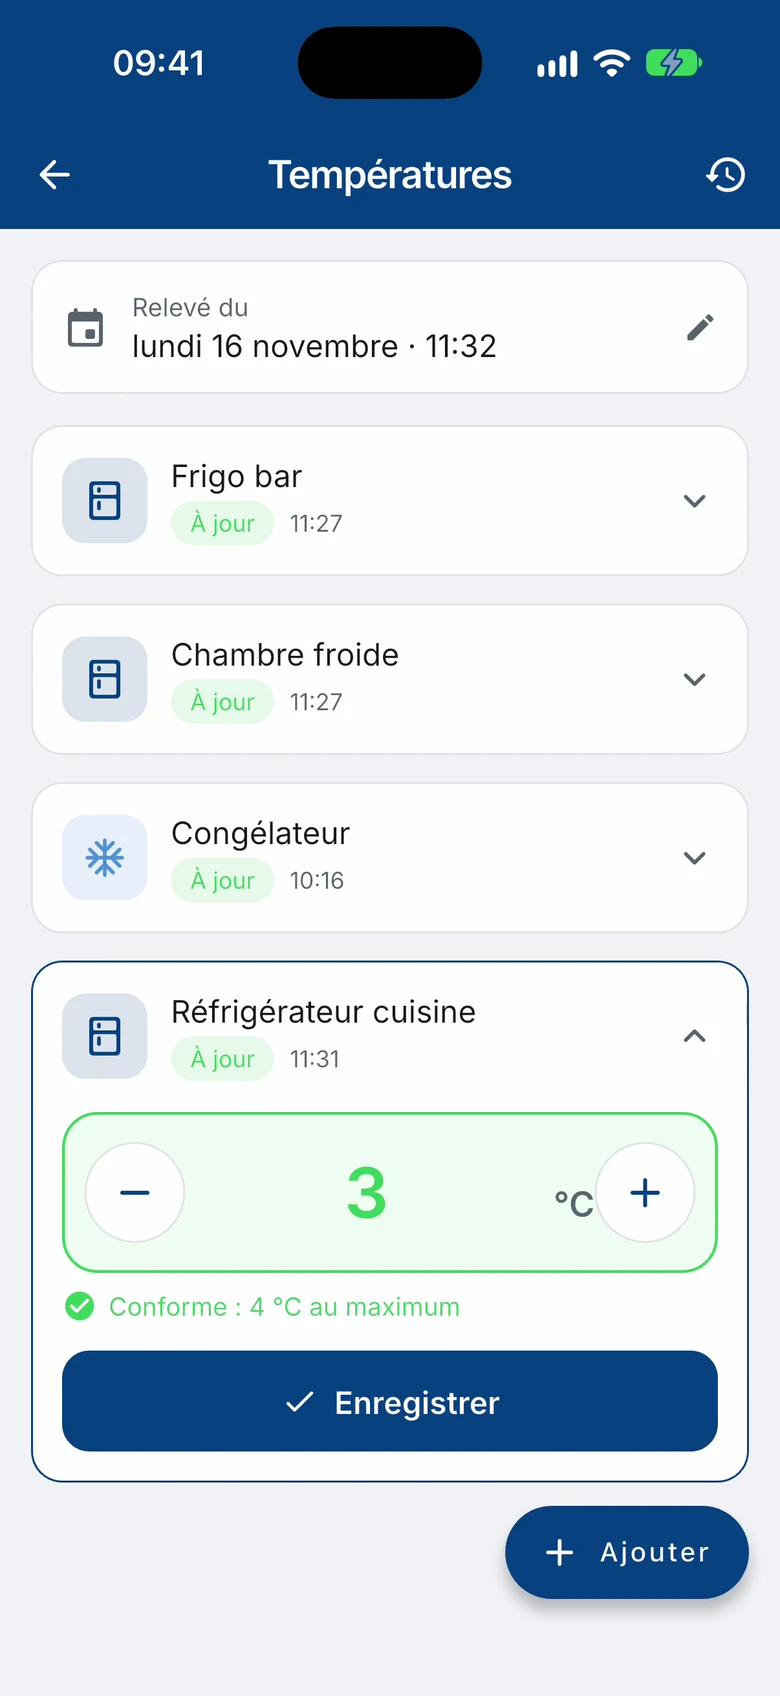 09:41
Températures
Relevé du
lundi 16 novembre · 11:32
Frigo bar
À jour 11:27
Chambre froide
À jour 11:27
Congélateur
À jour 10:16
Réfrigérateur cuisine
À jour 11:31
− 3 °C +
Conforme : 4 °C au maximum
Enregistrer
+ Ajouter